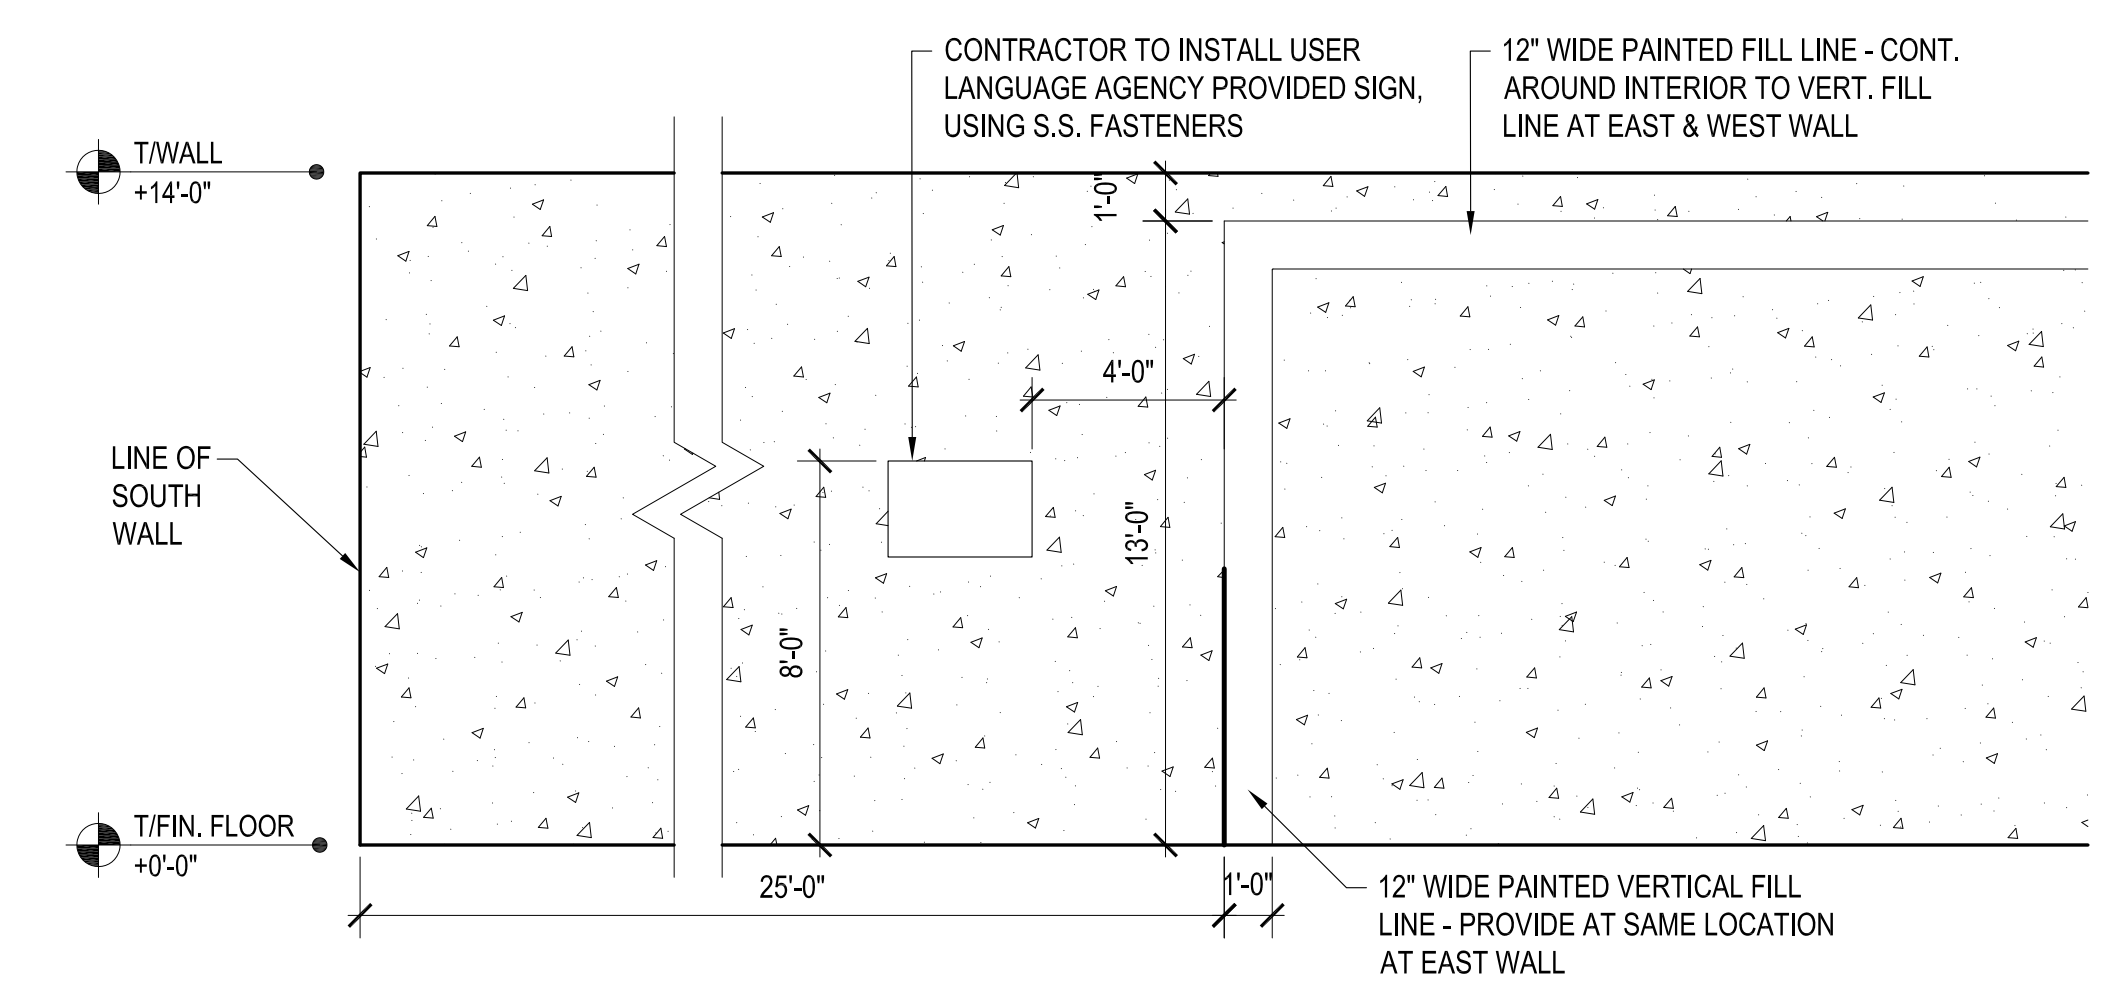 CONTRACTOR TO INSTALL USER
LANGUAGE AGENCY PROVIDED SIGN,
USING S.S. FASTENERS
12" WIDE PAINTED FILL LINE - CONT.
AROUND INTERIOR TO VERT. FILL
LINE AT EAST & WEST WALL
T/WALL
+14'-0"
1'-0"
4'-0"
LINE OF
SOUTH
WALL
13'-0"
8'-0"
T/FIN. FLOOR
+0'-0"
25'-0"
1'-0"
12" WIDE PAINTED VERTICAL FILL
LINE - PROVIDE AT SAME LOCATION
AT EAST WALL